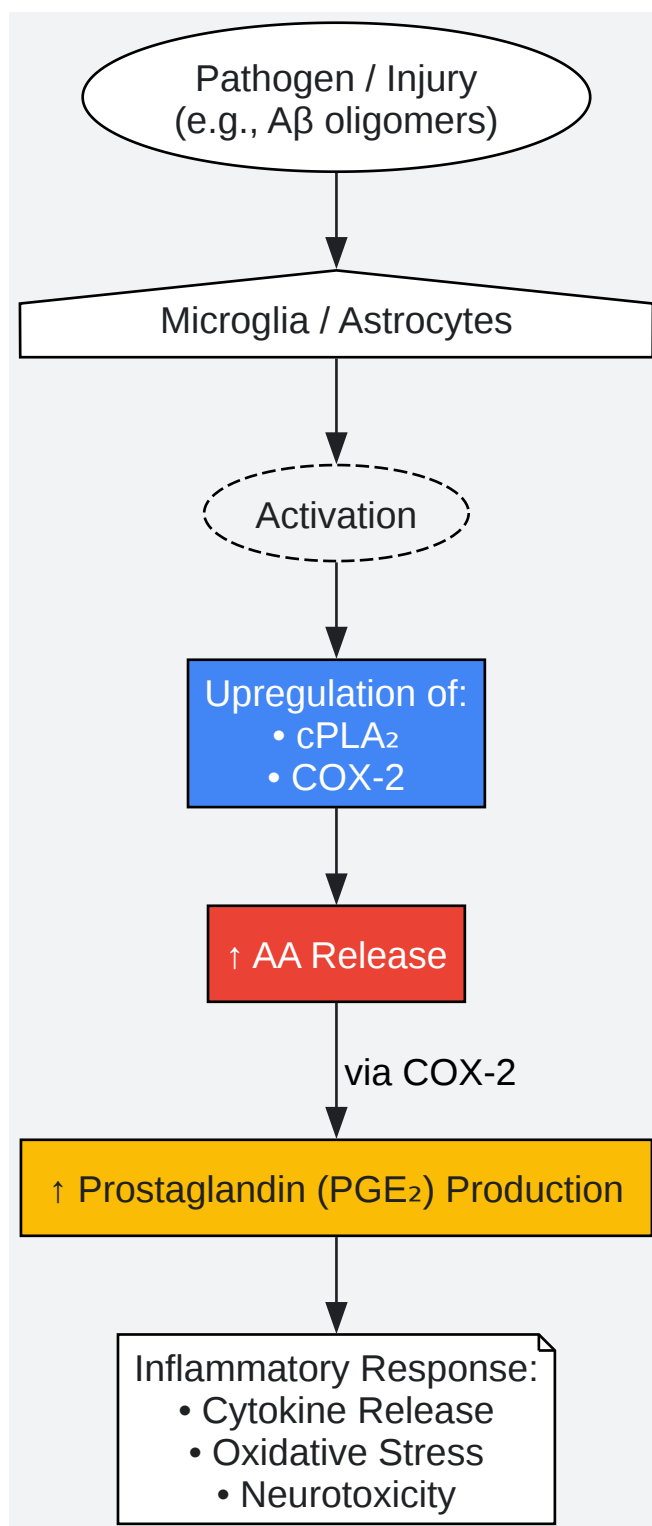 Pathogen / Injury
(e.g., Aβ oligomers)
Microglia / Astrocytes
Activation
Upregulation of:
• cPLA₂
• COX-2
↑ AA Release
via COX-2
↑ Prostaglandin (PGE₂) Production
Inflammatory Response:
• Cytokine Release
• Oxidative Stress
• Neurotoxicity